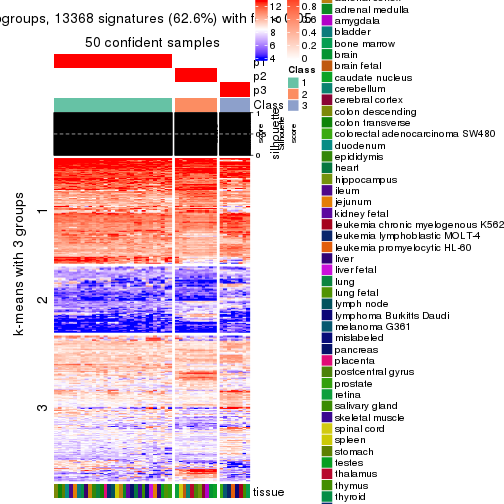 groups, 13368 signatures (62.6%) with
50 confident samples
p1
p2
p3
Class
1
0.5
0
silhouette
score
k-means with 3 groups
1
2
3
tissue
12
10
8
6
4
0.8
0.6
0.4
0.2
0
Class
1
2
3
adrenal medulla
amygdala
bladder
bone marrow
brain
brain fetal
caudate nucleus
cerebellum
cerebral cortex
colon descending
colon transverse
colorectal adenocarcinoma SW480
duodenum
epididymis
heart
hippocampus
ileum
jejunum
kidney fetal
leukemia chronic myelogenous K562
leukemia lymphoblastic MOLT-4
leukemia promyelocytic HL-60
liver
liver fetal
lung
lung fetal
lymph node
lymphoma Burkitts Daudi
melanoma G361
mislabeled
pancreas
placenta
postcentral gyrus
prostate
retina
salivary gland
skeletal muscle
spinal cord
spleen
stomach
testes
thalamus
thymus
thyroid